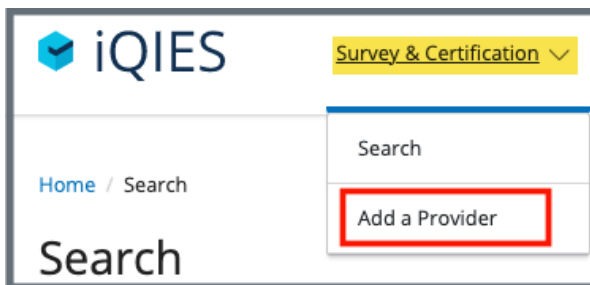 iQIES
Survey & Certification
Search
Add a Provider
Home / Search
Search